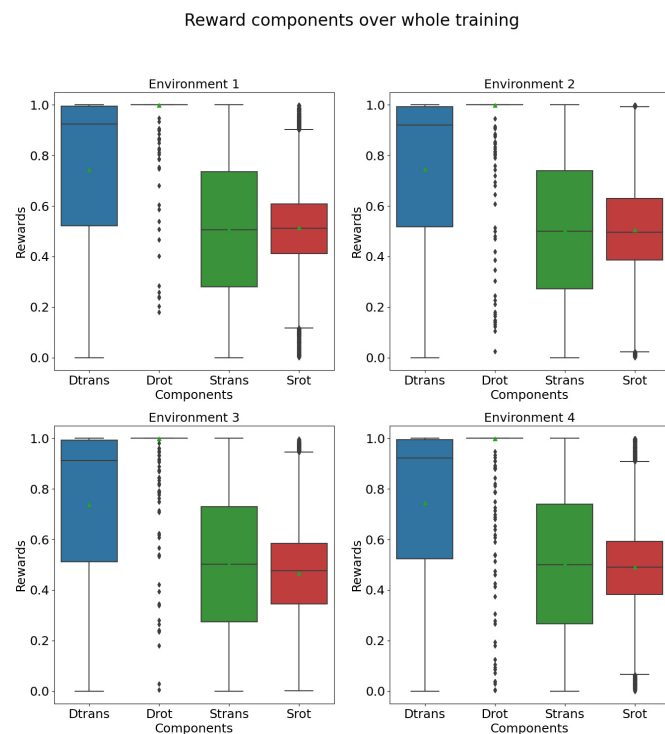 Reward components over whole training
Environment 1
Rewards
1.0
0.8
0.6
0.4
0.2
0.0
Dtrans Drot Strans Srot
Components
Environment 2
Rewards
1.0
0.8
0.6
0.4
0.2
0.0
Dtrans Drot Strans Srot
Components
Environment 3
Rewards
1.0
0.8
0.6
0.4
0.2
0.0
Dtrans Drot Strans Srot
Components
Environment 4
Rewards
1.0
0.8
0.6
0.4
0.2
0.0
Dtrans Drot Strans Srot
Components